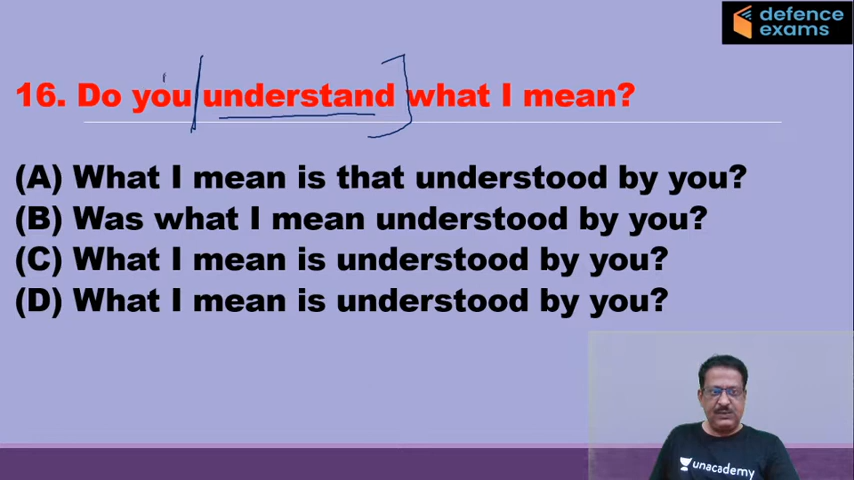 defence
exams
16. Do you understand what I mean?
(A) What I mean is that understood by you?
(B) Was what I mean understood by you?
(C) What I mean is understood by you?
(D) What I mean is understood by you?
unacademy